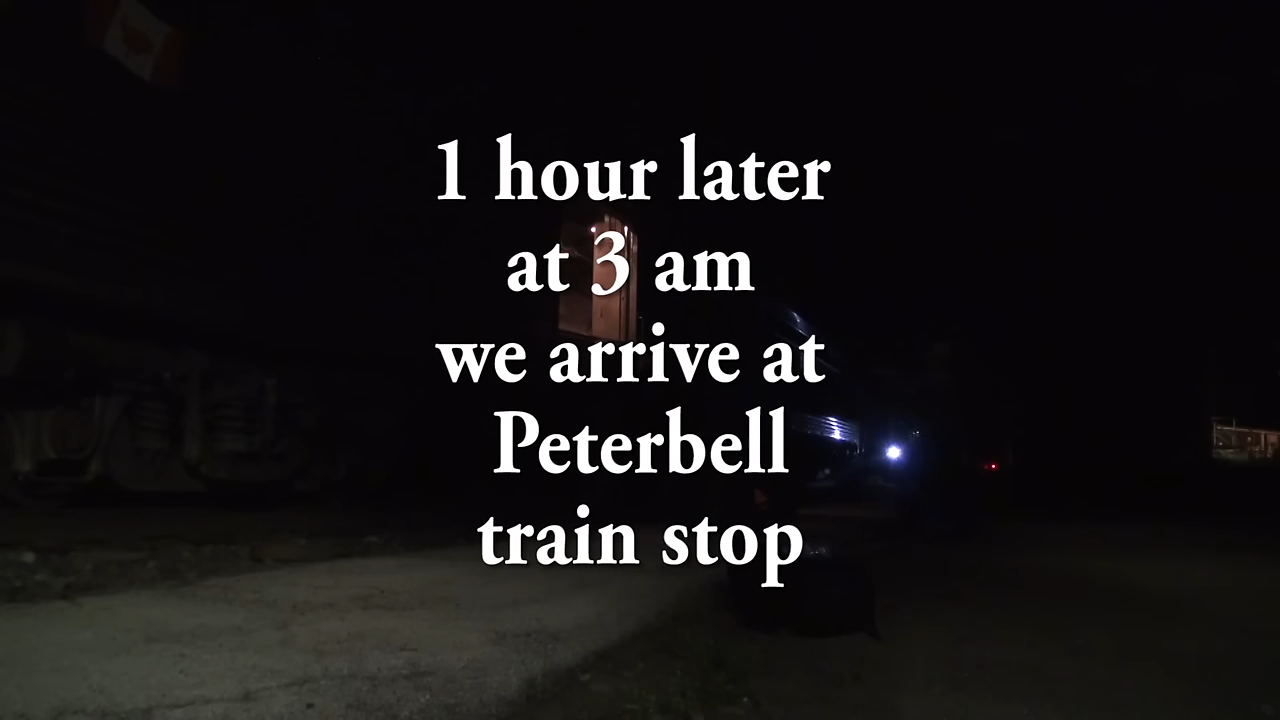 1 hour later
at 3 am
we arrive at
Peterbell
train stop